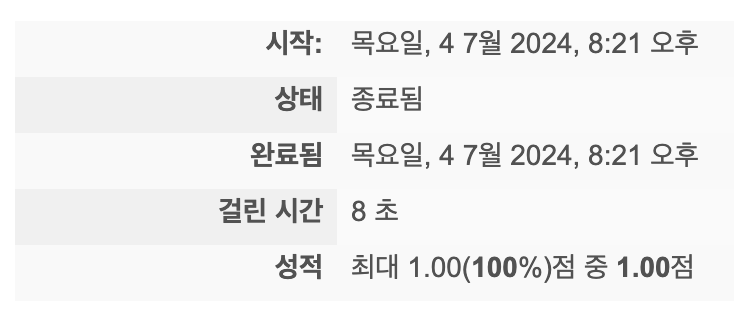 시작: 목요일, 4 7월 2024, 8:21 오후
상태 종료됨
완료됨 목요일, 4 7월 2024, 8:21 오후
걸린 시간 8 초
성적 최대 1.00(100%)점 중 1.00점